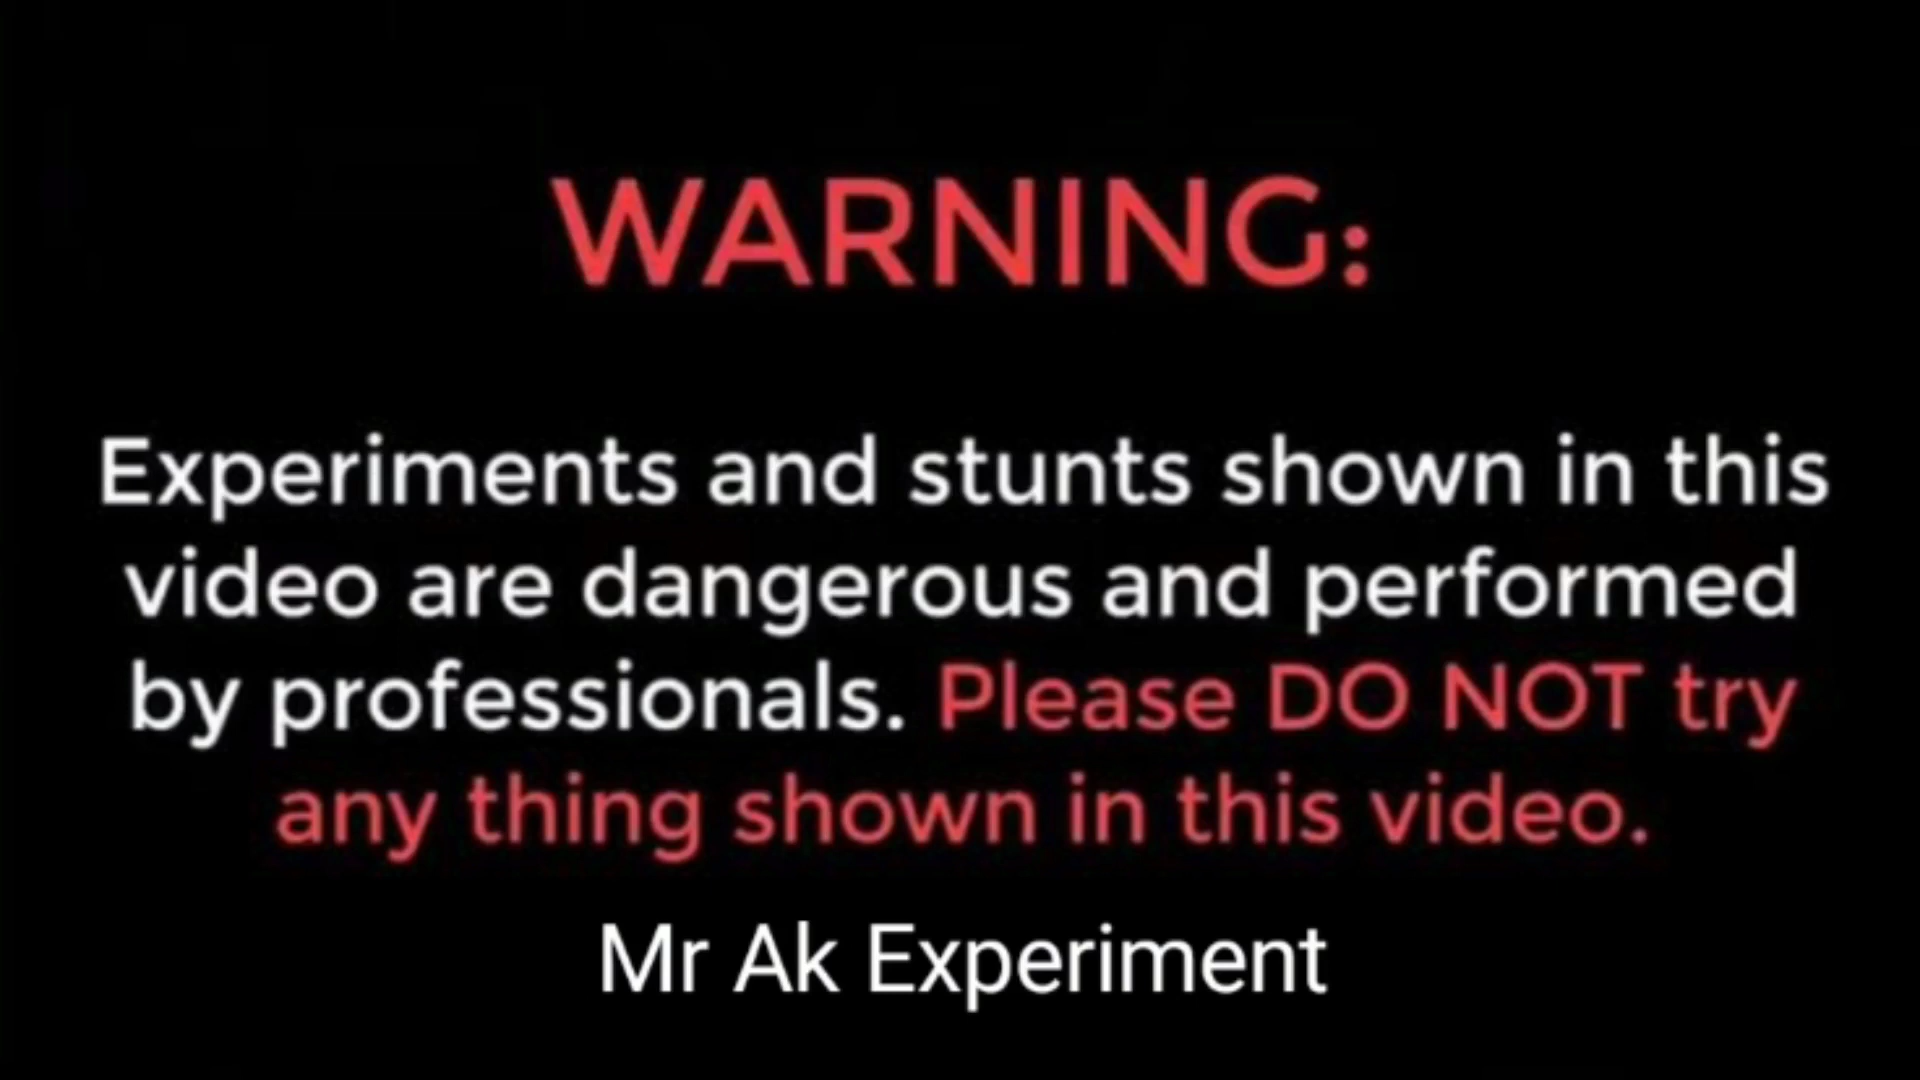 WARNING:
Experiments and stunts shown in this
video are dangerous and performed
by professionals. Please DO NOT try
any thing shown in this video.
Mr Ak Experiment